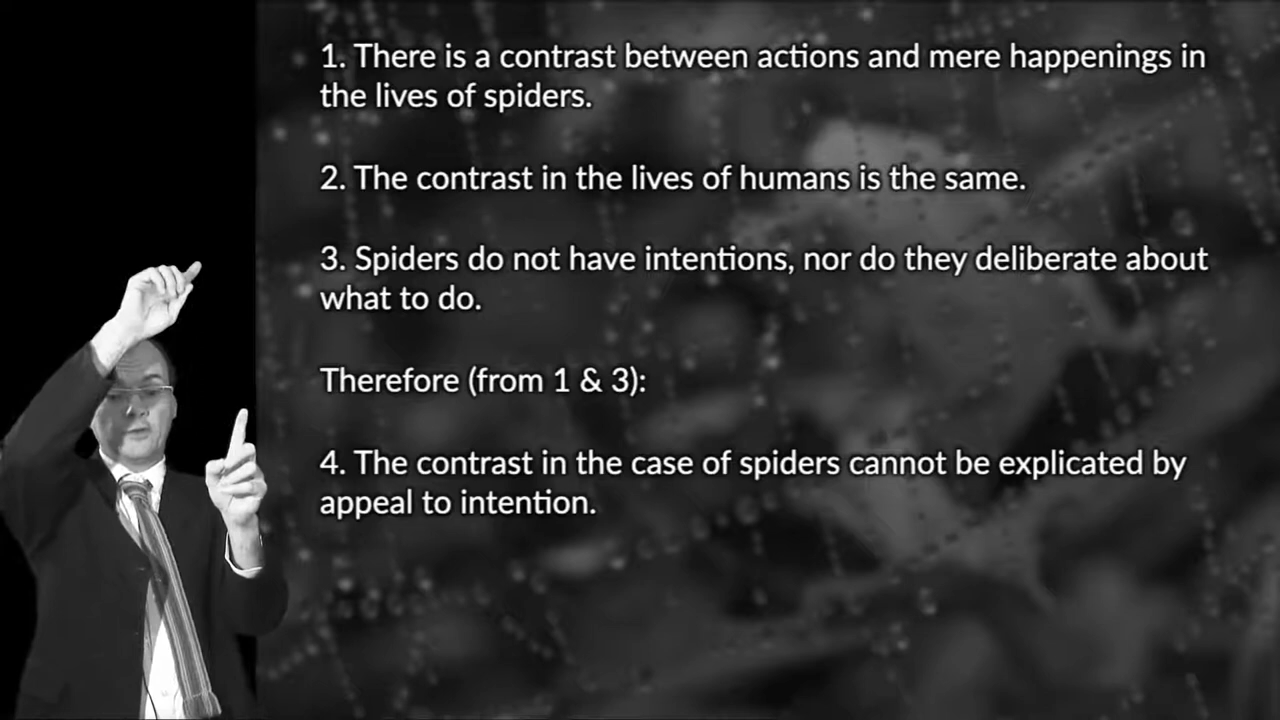 1. There is a contrast between actions and mere happenings in
the lives of spiders.
2. The contrast in the lives of humans is the same.
3. Spiders do not have intentions, nor do they deliberate about
what to do.
Therefore (from 1 & 3):
4. The contrast in the case of spiders cannot be explicated by
appeal to intention.